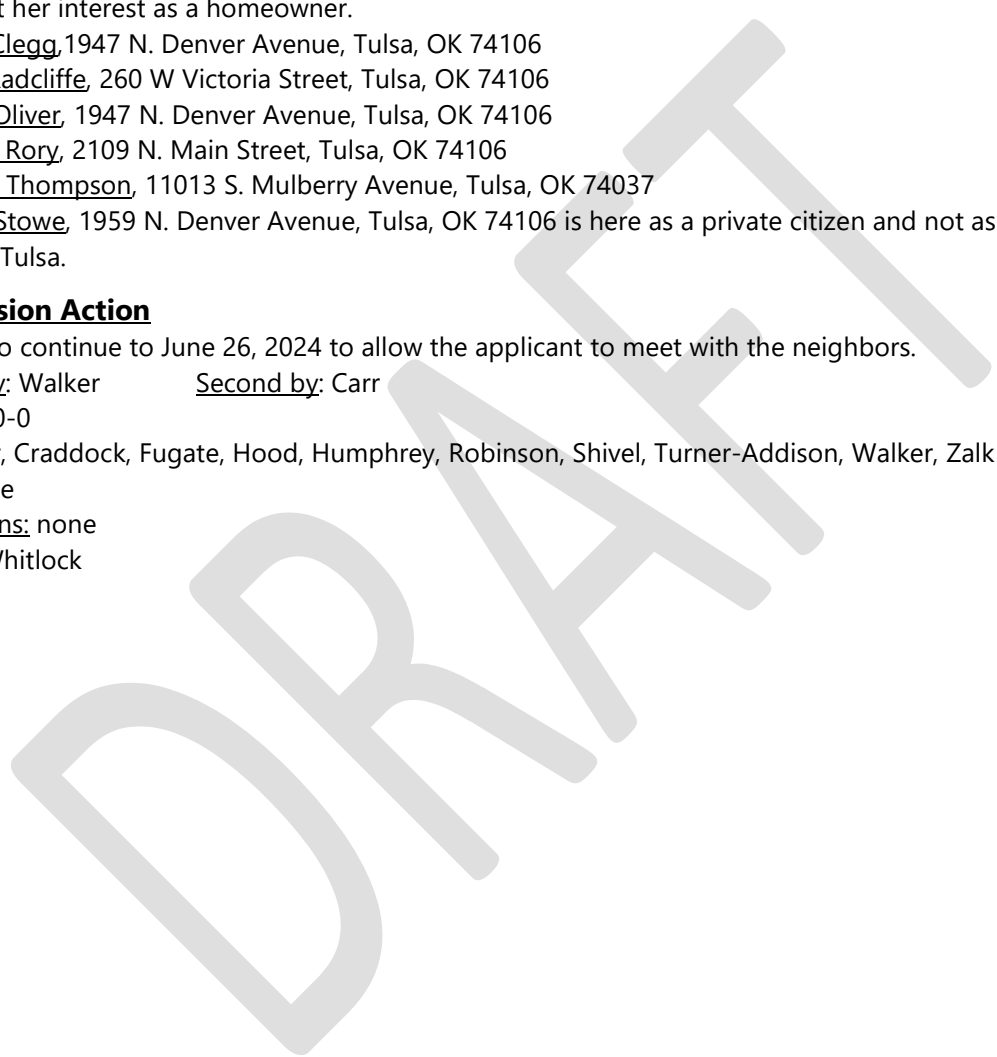 t her interest as a homeowner.
Clegg,1947 N. Denver Avenue, Tulsa, OK 74106
adcliffe, 260 W Victoria Street, Tulsa, OK 74106
Oliver, 1947 N. Denver Avenue, Tulsa, OK 74106
Rory, 2109 N. Main Street, Tulsa, OK 74106
Thompson, 11013 S. Mulberry Avenue, Tulsa, OK 74037
Stowe, 1959 N. Denver Avenue, Tulsa, OK 74106 is here as a private citizen and not as
Tulsa.
sion Action
o continue to June 26, 2024 to allow the applicant to meet with the neighbors.
y: Walker Second by: Carr
0-0
, Craddock, Fugate, Hood, Humphrey, Robinson, Shivel, Turner-Addison, Walker, Zalk
e
ns: none
Whitlock
DRAFT